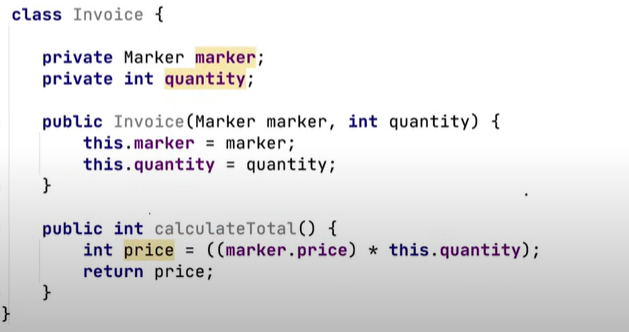 class Invoice {
private Marker marker;
private int quantity;
public Invoice(Marker marker, int quantity) {
this.marker = marker;
this.quantity = quantity;
}
public int calculateTotal() {
int price = ((marker.price) * this.quantity);
return price;
}
}